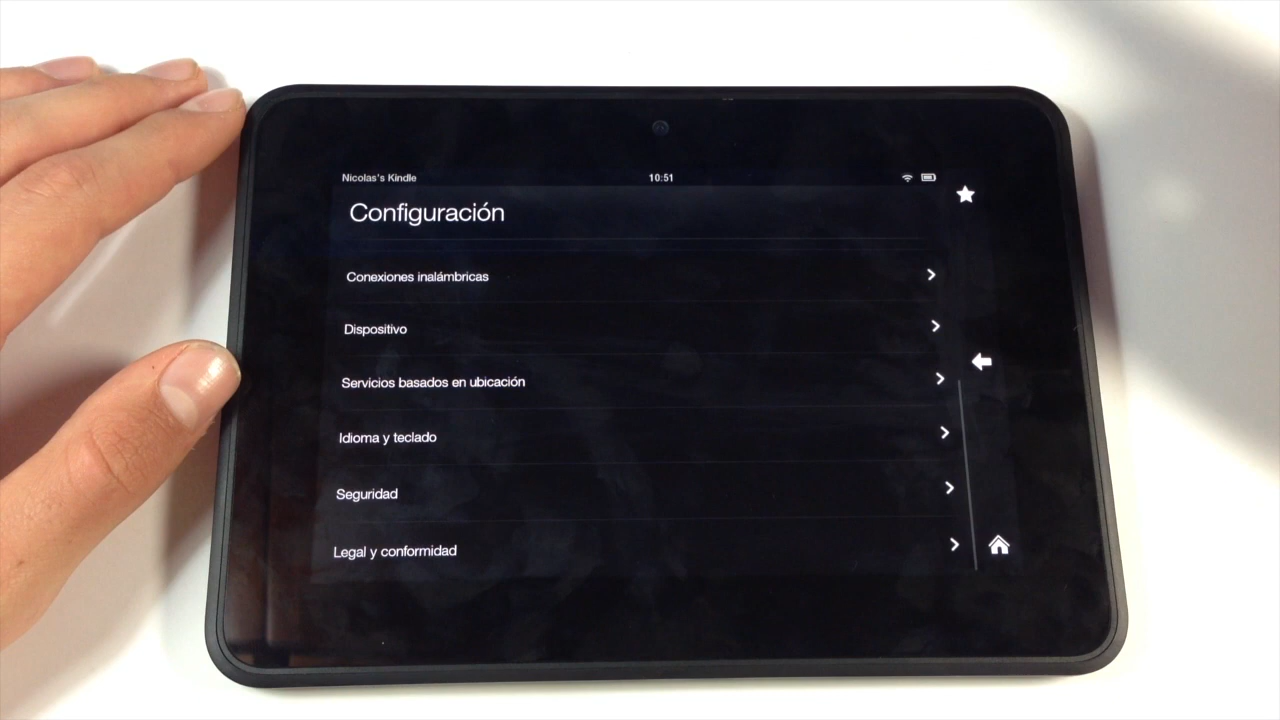 Nicolas's Kindle 10:51
Configuración
Conexiones inalámbricas
Dispositivo
Servicios basados en ubicación
Idioma y teclado
Seguridad
Legal y conformidad